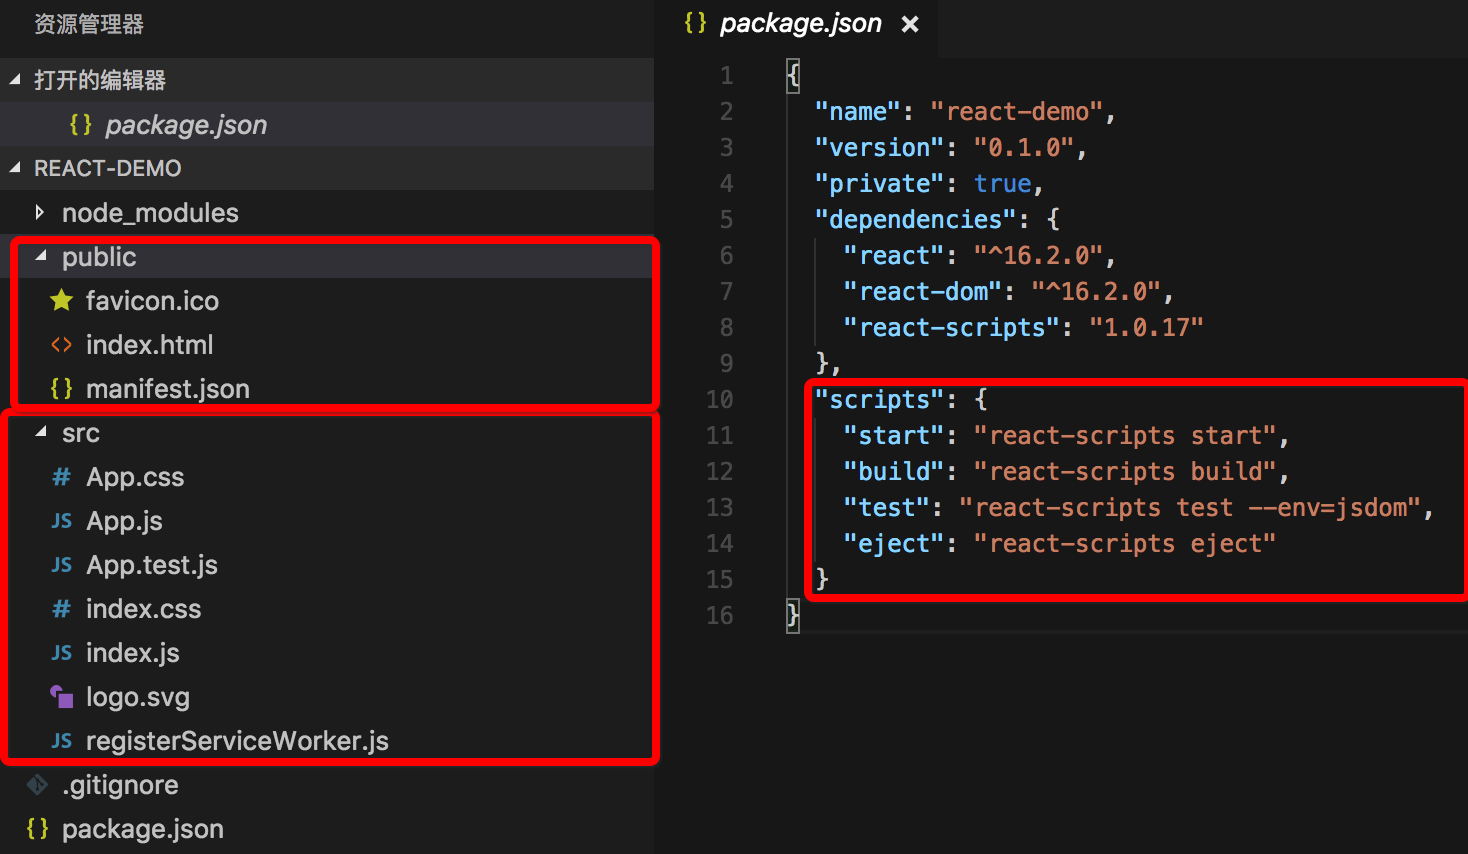 资源管理器
打开的编辑器
{} package.json
REACT-DEMO
node_modules
public
favicon.ico
<> index.html
{} manifest.json
src
# App.css
JS App.js
JS App.test.js
# index.css
JS index.js
logo.svg
JS registerServiceWorker.js
.gitignore
{} package.json
{} package.json ×
1 {
2 "name": "react-demo",
3 "version": "0.1.0",
4 "private": true,
5 "dependencies": {
6 "react": "^16.2.0",
7 "react-dom": "^16.2.0",
8 "react-scripts": "1.0.17"
9 },
10 "scripts": {
11 "start": "react-scripts start",
12 "build": "react-scripts build",
13 "test": "react-scripts test --env=jsdom",
14 "eject": "react-scripts eject"
15 }
16 }